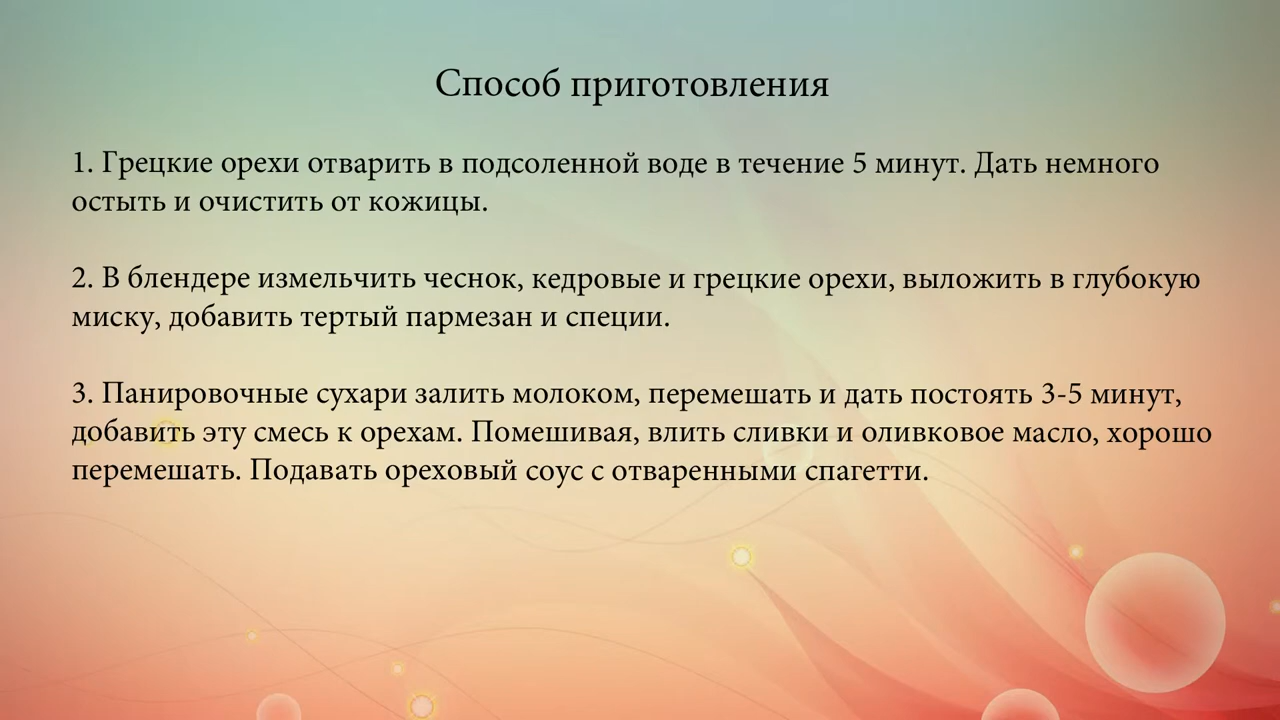 Способ приготовления
1. Грецкие орехи отварить в подсоленной воде в течение 5 минут. Дать немного
остыть и очистить от кожицы.
2. В блендере измельчить чеснок, кедровые и грецкие орехи, выложить в глубокую
миску, добавить тертый пармезан и специи.
3. Панировочные сухари залить молоком, перемешать и дать постоять 3-5 минут,
добавить эту смесь к орехам. Помешивая, влить сливки и оливковое масло, хорошо
перемешать. Подавать ореховый соус с отваренными спагетти.